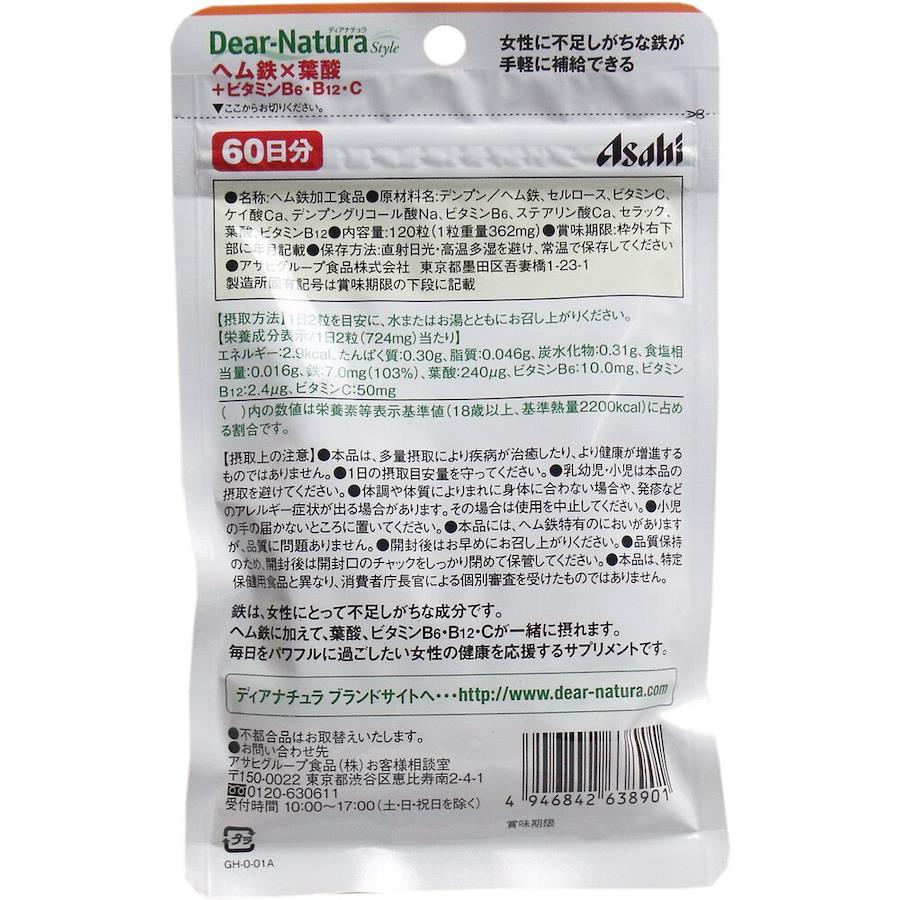 ディアナチュラ
Dear-Natura Style
ヘム鉄×葉酸
+ビタミンB6・B12・C
▼ここからお切りください。
女性に不足しがちな鉄が
手軽に補給できる
60日分
Asahi
●名称:ヘム鉄加工食品●原材料名:デンプン/ヘム鉄、セルロース、ビタミンC、
ケイ酸Ca、デンプングリコール酸Na、ビタミンB6、ステアリン酸Ca、セラック、
葉酸、ビタミンB12●内容量:120粒(1粒重量362mg)●賞味期限:枠外右下
部に年月記載●保存方法:直射日光・高温多湿を避け、常温で保存してください
●アサヒグループ食品株式会社 東京都墨田区吾妻橋1-23-1
製造所固有記号は賞味期限の下段に記載
【摂取方法】1日2粒を目安に、水またはお湯とともにお召し上がりください。
【栄養成分表示/1日2粒(724mg)当たり】
エネルギー:2.9kcal、たんぱく質:0.30g、脂質:0.046g、炭水化物:0.31g、食塩相
当量:0.016g、鉄:7.0mg(103%)、葉酸:240μg、ビタミンB6:10.0mg、ビタミン
B12:2.4μg、ビタミンC:50mg
( )内の数値は栄養素等表示基準値(18歳以上、基準熱量2200kcal)に占め
る割合です。
【摂取上の注意】●本品は、多量摂取により疾病が治癒したり、より健康が増進する
ものではありません。●1日の摂取目安量を守ってください。●乳幼児・小児は本品の
摂取を避けてください。●体調や体質によりまれに身体に合わない場合や、発疹など
のアレルギー症状が出る場合があります。その場合は使用を中止してください。●小児
の手の届かないところに置いてください。●本品には、ヘム鉄特有のにおいがあります
が、品質に問題ありません。●開封後はお早めにお召し上がりください。●品質保持
のため、開封後は開封口のチャックをしっかり閉めて保管してください。●本品は、特定
保健用食品と異なり、消費者庁長官による個別審査を受けたものではありません。
鉄は、女性にとって不足しがちな成分です。
ヘム鉄に加えて、葉酸、ビタミンB6・B12・Cが一緒に摂れます。
毎日をパワフルに過ごしたい女性の健康を応援するサプリメントです。
ディアナチュラ ブランドサイトへ・・・http://www.dear-natura.com
●不都合品はお取替えいたします。
●お問い合わせ先
アサヒグループ食品(株)お客様相談室
〒150-0022 東京都渋谷区恵比寿南2-4-1
0120-630611
受付時間 10:00~17:00(土・日・祝日を除く)
4 946842 638901
賞味期限
プラ
GH-0-01A